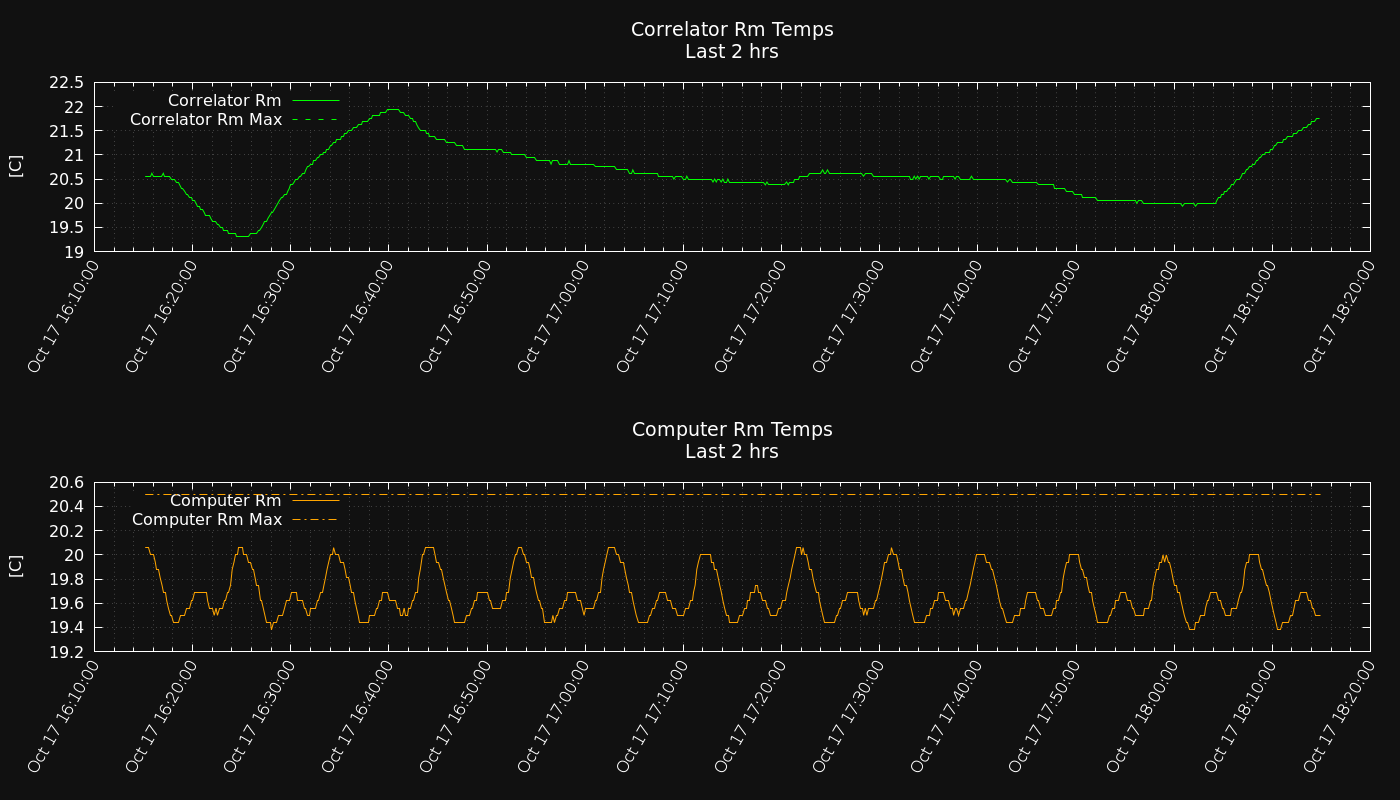 Correlator Rm Temps
Last 2 hrs
22.5
22
21.5
21
20.5
20
19.5
19
[C]
Correlator Rm
Correlator Rm Max
Oct 17 16:10:00
Oct 17 16:20:00
Oct 17 16:30:00
Oct 17 16:40:00
Oct 17 16:50:00
Oct 17 17:00:00
Oct 17 17:10:00
Oct 17 17:20:00
Oct 17 17:30:00
Oct 17 17:40:00
Oct 17 17:50:00
Oct 17 18:00:00
Oct 17 18:10:00
Oct 17 18:20:00
Computer Rm Temps
Last 2 hrs
20.6
20.4
20.2
20
19.8
19.6
19.4
19.2
[C]
Computer Rm
Computer Rm Max
Oct 17 16:10:00
Oct 17 16:20:00
Oct 17 16:30:00
Oct 17 16:40:00
Oct 17 16:50:00
Oct 17 17:00:00
Oct 17 17:10:00
Oct 17 17:20:00
Oct 17 17:30:00
Oct 17 17:40:00
Oct 17 17:50:00
Oct 17 18:00:00
Oct 17 18:10:00
Oct 17 18:20:00